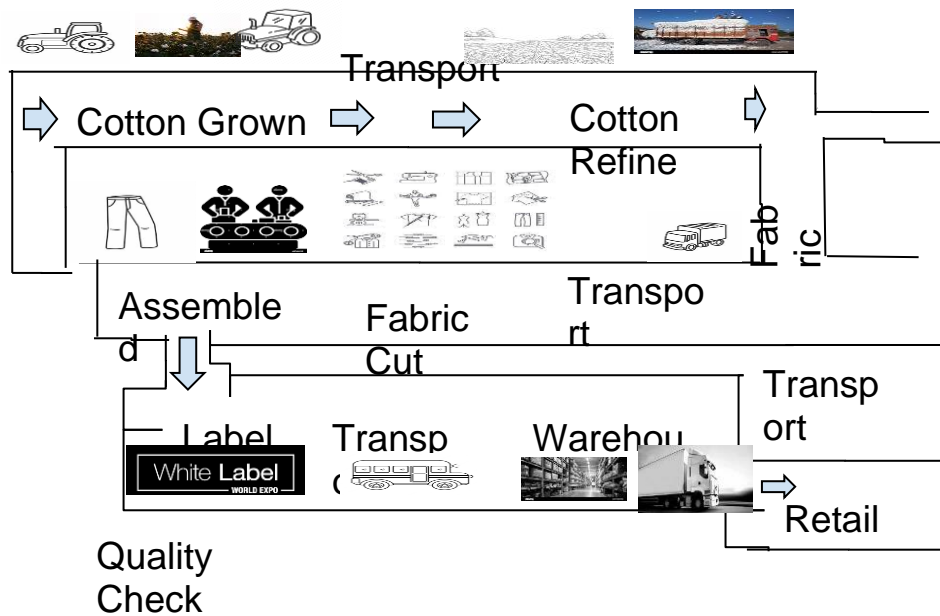 Transport
Cotton Grown
Cotton
Refine
Fab
ric
Assemble
d
Fabric
Cut
Transpo
rt
Transp
ort
Label
Transp
Warehou
White Label
WORLD EXPO
Retail
Quality
Check